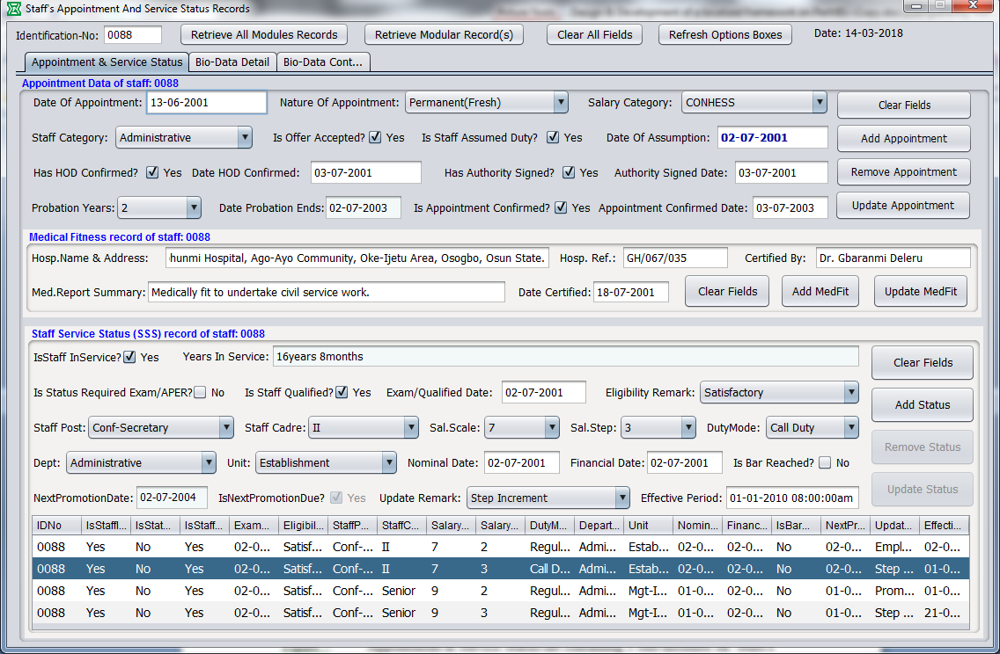 Staff's Appointment And Service Status Records
Identification-No: 0088 Retrieve All Modules Records Retrieve Modular Record(s) Clear All Fields Refresh Options Boxes Date: 14-03-2018
Appointment & Service Status Bio-Data Detail Bio-Data Cont...
Appointment Data of staff: 0088
Date Of Appointment: 13-06-2001 Nature Of Appointment: Permanent(Fresh) Salary Category: CONHESS Clear Fields
Staff Category: Administrative Is Offer Accepted? Yes Is Staff Assumed Duty? Yes Date Of Assumption: 02-07-2001 Add Appointment
Has HOD Confirmed? Yes Date HOD Confirmed: 03-07-2001 Has Authority Signed? Yes Authority Signed Date: 03-07-2001 Remove Appointment
Probation Years: 2 Date Probation Ends: 02-07-2003 Is Appointment Confirmed? Yes Appointment Confirmed Date: 03-07-2003 Update Appointment
Medical Fitness record of staff: 0088
Hosp.Name & Address: hunmi Hospital, Ago-Ayo Community, Oke-Ijetu Area, Osogbo, Osun State. Hosp. Ref.: GH/067/035 Certified By: Dr. Gbaranmi Deleru
Med.Report Summary: Medically fit to undertake civil service work. Date Certified: 18-07-2001 Clear Fields Add MedFit Update MedFit
Staff Service Status (SSS) record of staff: 0088
IsStaff InService? Yes Years In Service: 16years 8months Clear Fields
Is Status Required Exam/APER? No Is Staff Qualified? Yes Exam/Qualified Date: 02-07-2001 Eligibility Remark: Satisfactory Add Status
Staff Post: Conf-Secretary Staff Cadre: II Sal.Scale: 7 Sal.Step: 3 DutyMode: Call Duty Remove Status
Dept: Administrative Unit: Establishment Nominal Date: 02-07-2001 Financial Date: 02-07-2001 Is Bar Reached? No
NextPromotionDate: 02-07-2004 IsNextPromotionDue? Yes Update Remark: Step Increment Effective Period: 01-01-2010 08:00:00am Update Status
IDNo IsStaffI... IsStat... IsStaff... Exam... Eligibil... StaffP... StaffC... Salary... Salary... DutyM... Depart... Unit Nomin... Financ... IsBar... NextPr... Updat... Effecti...
0088 Yes No Yes 02-0... Satisf... Conf-... II 7 2 Regul... Admi... Estab... 02-0... 02-0... No 02-0... Empl... 02-0...
0088 Yes No Yes 02-0... Satisf... Conf-... II 7 3 Call D... Admi... Estab... 02-0... 02-0... No 02-0... Step ... 01-0...
0088 Yes No Yes 02-0... Satisf... Conf-... Senior 9 2 Regul... Admi... Mgt-I... 01-0... 02-0... No 01-0... Prom... 01-0...
0088 Yes No Yes 02-0... Satisf... Conf-... Senior 9 3 Regul... Admi... Mgt-I... 01-0... 02-0... No 01-0... Step ... 21-0...